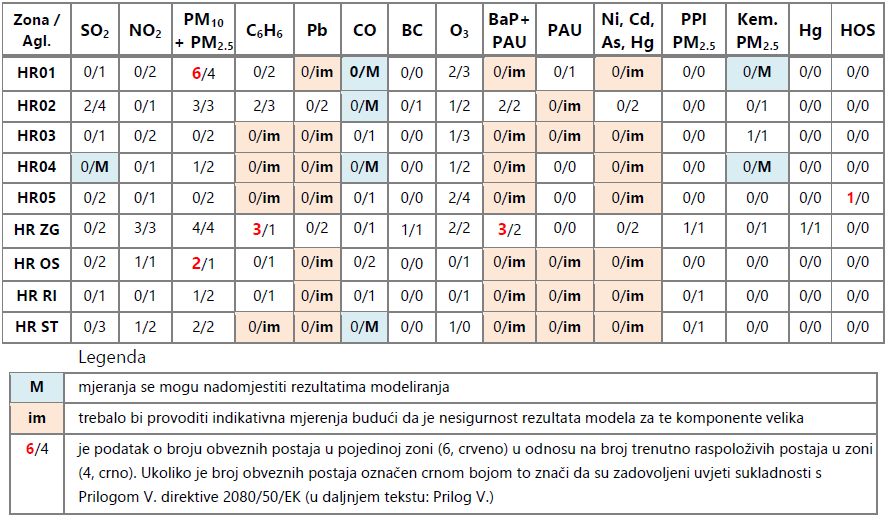 Zona / Agl. SO2 NO2 PM10 + PM2.5 C6H6 Pb CO BC O3 BaP+ PAU PAU Ni, Cd, As, Hg PPI PM2.5 Kem. PM2.5 Hg HOS
HR01 0/1 0/2 6/4 0/2 0/im 0/M 0/0 2/3 0/im 0/1 0/im 0/0 0/M 0/0 0/0
HR02 2/4 0/1 3/3 2/3 0/2 0/M 0/1 1/2 2/2 0/im 0/2 0/0 0/1 0/0 0/0
HR03 0/1 0/2 0/2 0/im 0/im 0/1 0/0 1/3 0/im 0/im 0/im 0/0 1/1 0/0 0/0
HR04 0/M 0/1 1/2 0/im 0/im 0/M 0/0 1/2 0/im 0/0 0/im 0/0 0/M 0/0 0/0
HR05 0/2 0/1 0/2 0/im 0/im 0/1 0/0 2/4 0/im 0/0 0/im 0/0 0/0 0/0 1/0
HR ZG 0/2 3/3 4/4 3/1 0/2 0/1 1/1 2/2 3/2 0/0 0/2 1/1 0/1 1/1 0/0
HR OS 0/2 1/1 2/1 0/1 0/im 0/2 0/0 0/1 0/im 0/im 0/im 0/0 0/0 0/0 0/0
HR RI 0/1 0/1 1/2 0/1 0/im 0/1 0/0 0/1 0/im 0/im 0/im 0/1 0/0 0/0 0/0
HR ST 0/3 1/2 2/2 0/im 0/im 0/M 0/0 1/0 0/im 0/im 0/im 0/1 0/0 0/0 0/0
Legenda
M mjeranja se mogu nadomjestiti rezultatima modeliranja
im trebalo bi provoditi indikativna mjerenja budući da je nesigurnost rezultata modela za te komponente velika
6/4 je podatak o broju obveznih postaja u pojedinoj zoni (6, crveno) u odnosu na broj trenutno raspoloživih postaja u zoni
(4, crno). Ukoliko je broj obveznih postaja označen crnom bojom to znači da su zadovoljeni uvjeti sukladnosti s
Prilogom V. direktive 2080/50/EK (u daljnjem tekstu: Prilog V.)